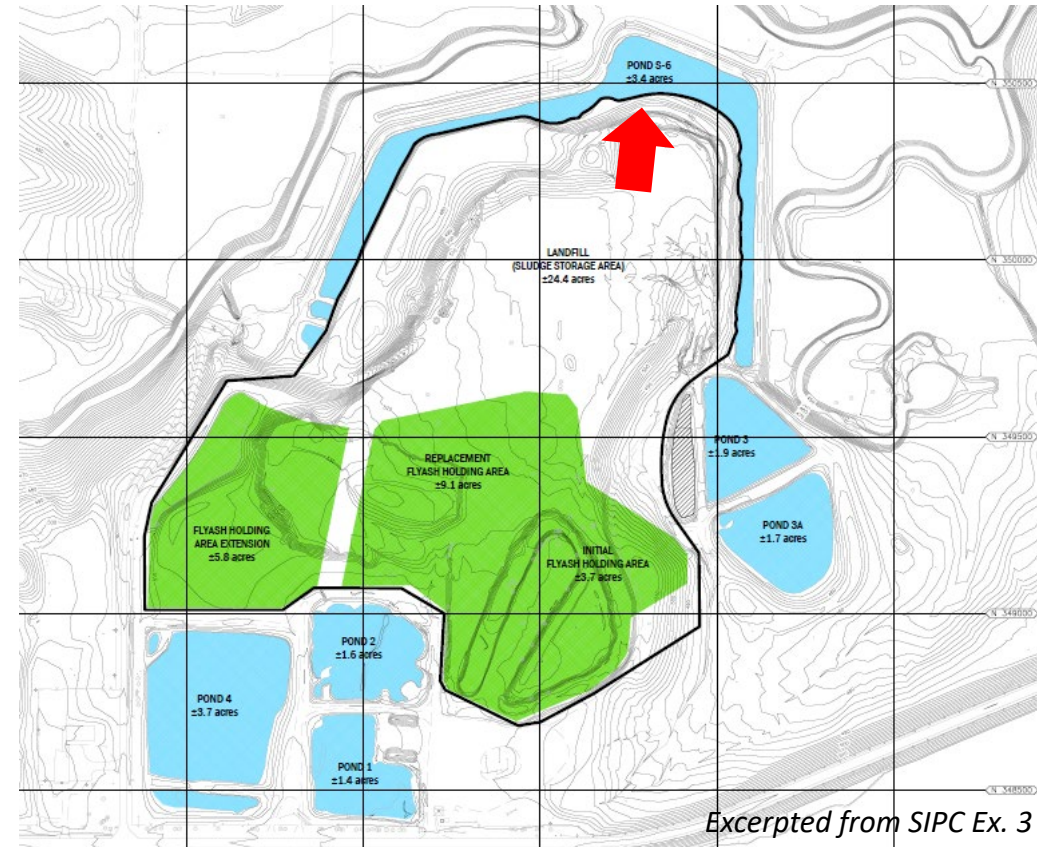 POND S-6
±3.4 acres
N 350500
LANDFILL
(SLUDGE STORAGE AREA)
±24.4 acres
N 350000
N 349500
POND 3
±1.9 acres
REPLACEMENT
FLYASH HOLDING AREA
±9.1 acres
FLYASH HOLDING
AREA EXTENSION
±5.8 acres
POND 3A
±1.7 acres
INITIAL
FLYASH HOLDING AREA
±3.7 acres
N 349000
POND 2
±1.6 acres
POND 4
±3.7 acres
POND 1
±1.4 acres
N 348500
Excerpted from SIPC Ex. 3